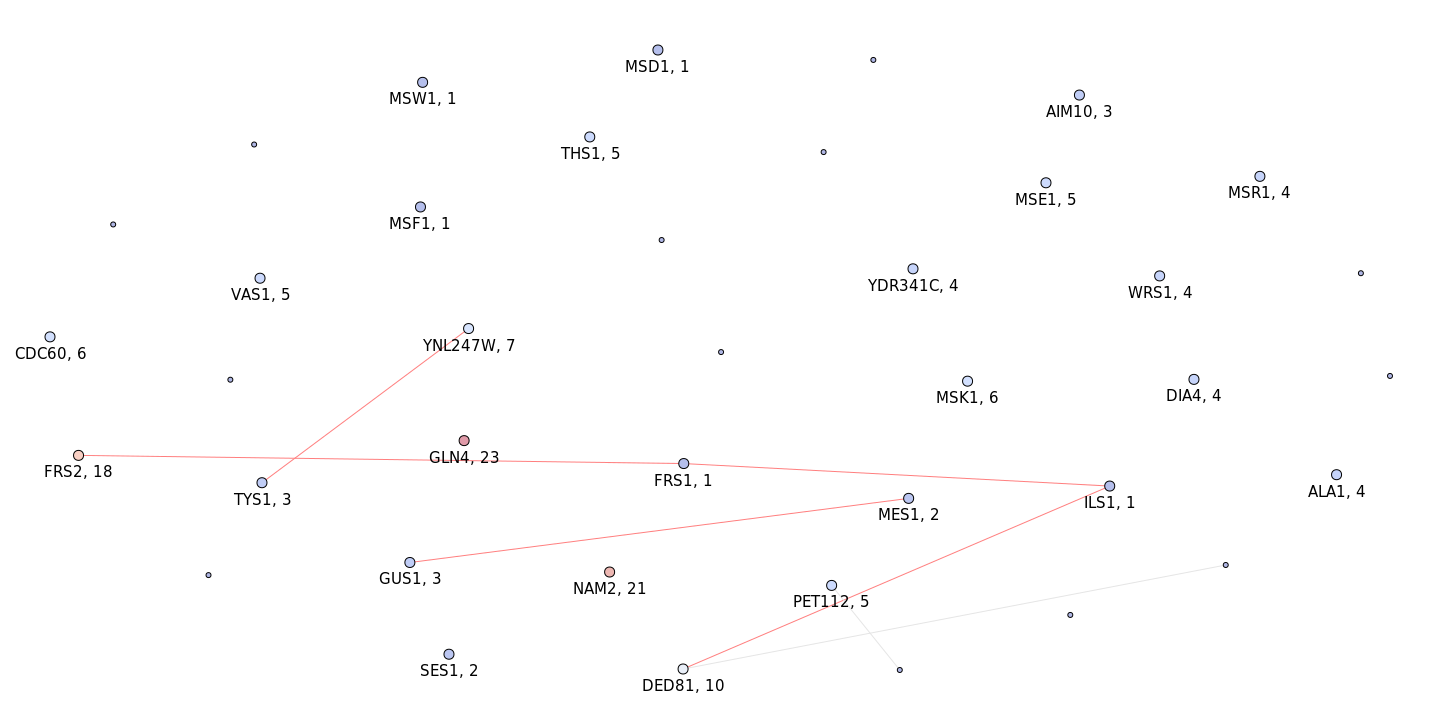 MSD1, 1
MSW1, 1
AIM10, 3
THS1, 5
MSE1, 5
MSR1, 4
MSF1, 1
YDR341C, 4
VAS1, 5
WRS1, 4
YNL247W, 7
CDC60, 6
MSK1, 6
DIA4, 4
GLN4, 23
FRS2, 18
FRS1, 1
TYS1, 3
ALA1, 4
ILS1, 1
MES1, 2
GUS1, 3
NAM2, 21
PET112, 5
SES1, 2
DED81, 10